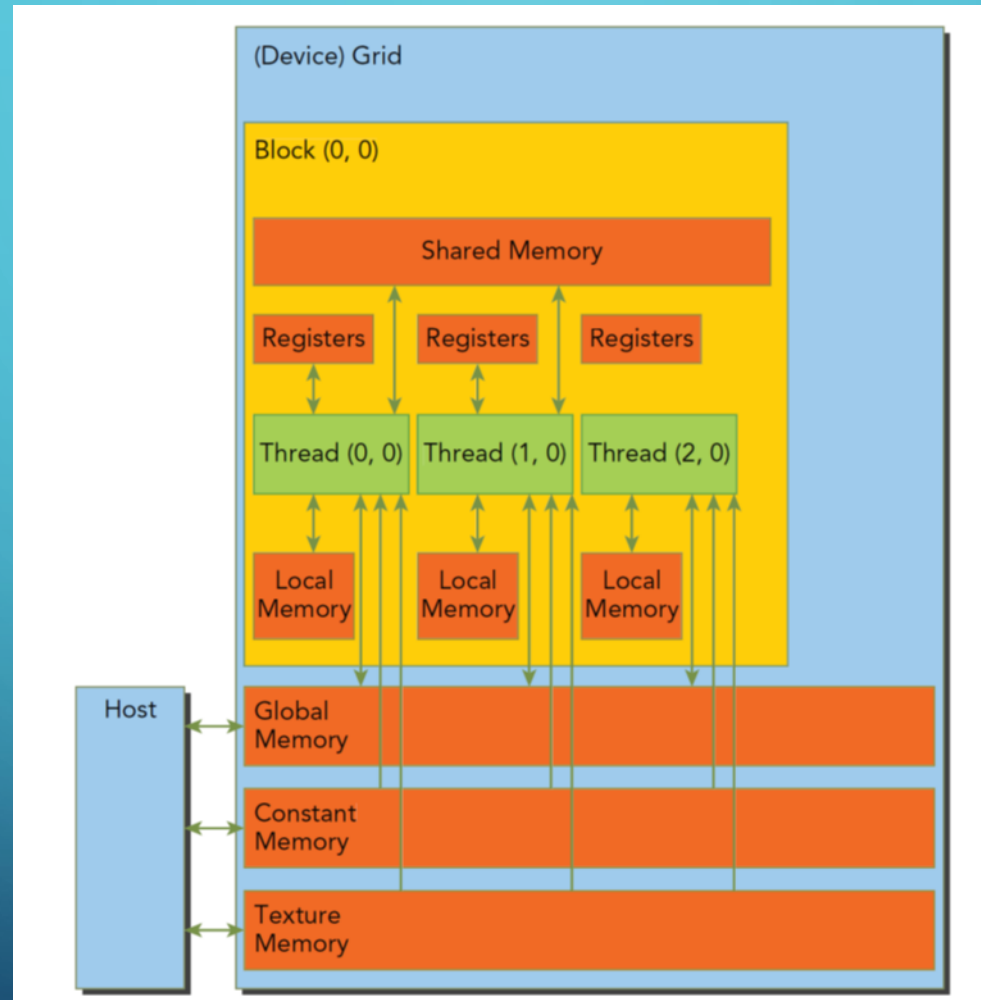 (Device) Grid
Block (0, 0)
Shared Memory
Registers
Registers
Registers
Thread (0, 0)
Thread (1, 0)
Thread (2, 0)
Local
Memory
Local
Memory
Local
Memory
Host
Global
Memory
Constant
Memory
Texture
Memory